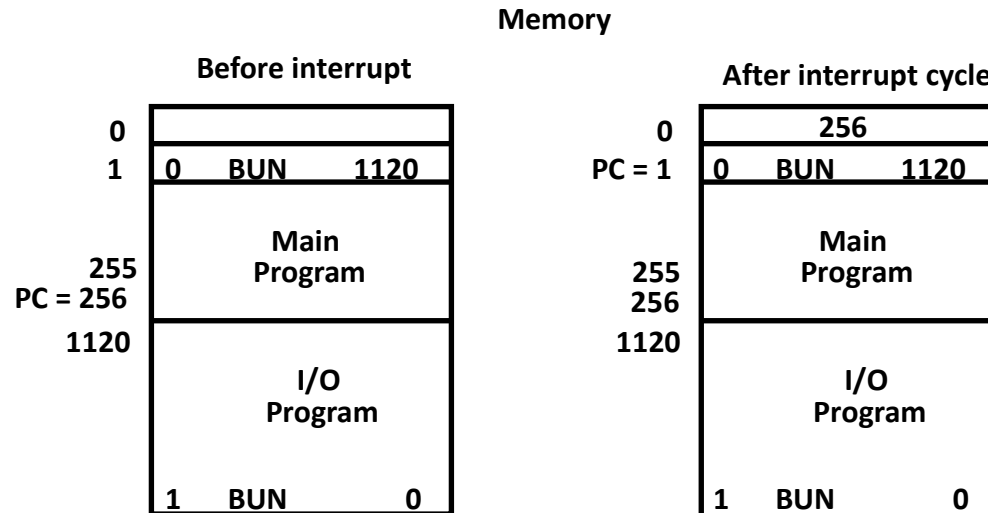 Memory
Before interrupt
0
1
0 BUN 1120
Main
Program
255
PC = 256
1120
I/O
Program
1 BUN 0
After interrupt cycle
0
256
PC = 1
0 BUN 1120
Main
Program
255
256
1120
I/O
Program
1 BUN 0